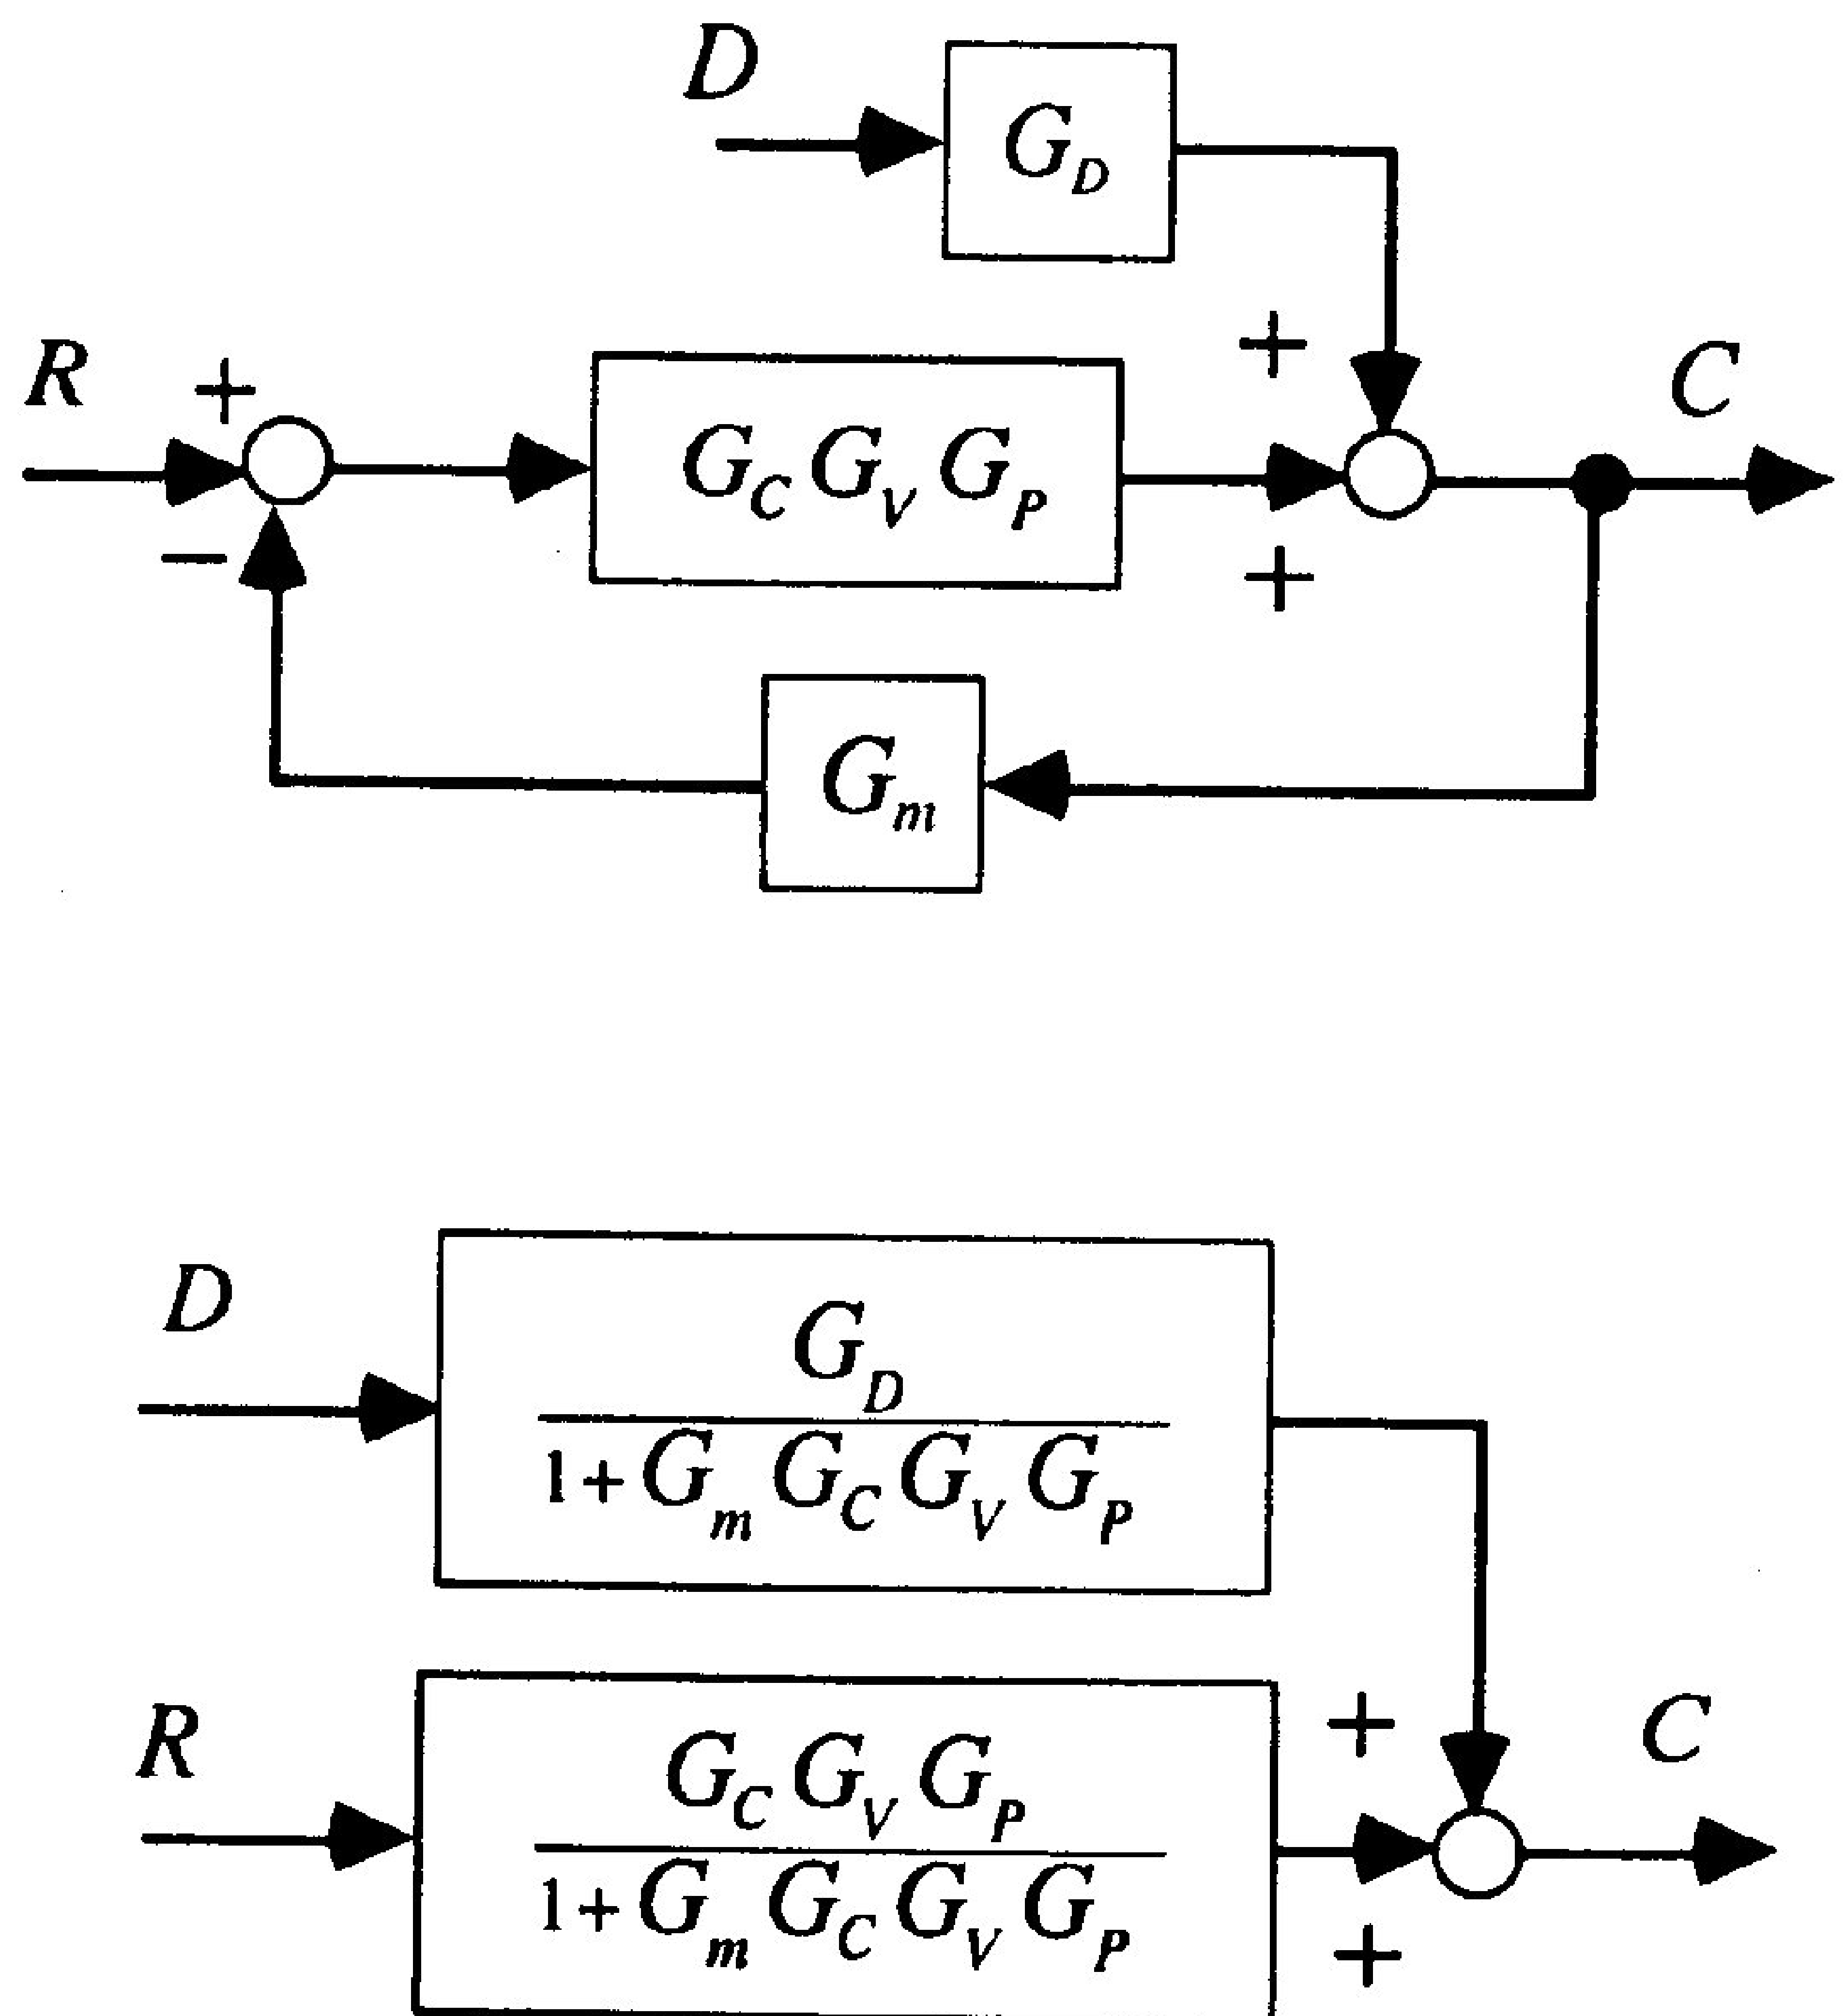 D
G_D
R + G_C G_V G_P + C
− +
G_m
D
G_D
1 + G_m G_C G_V G_P
R + C
G_C G_V G_P
1 + G_m G_C G_V G_P
+